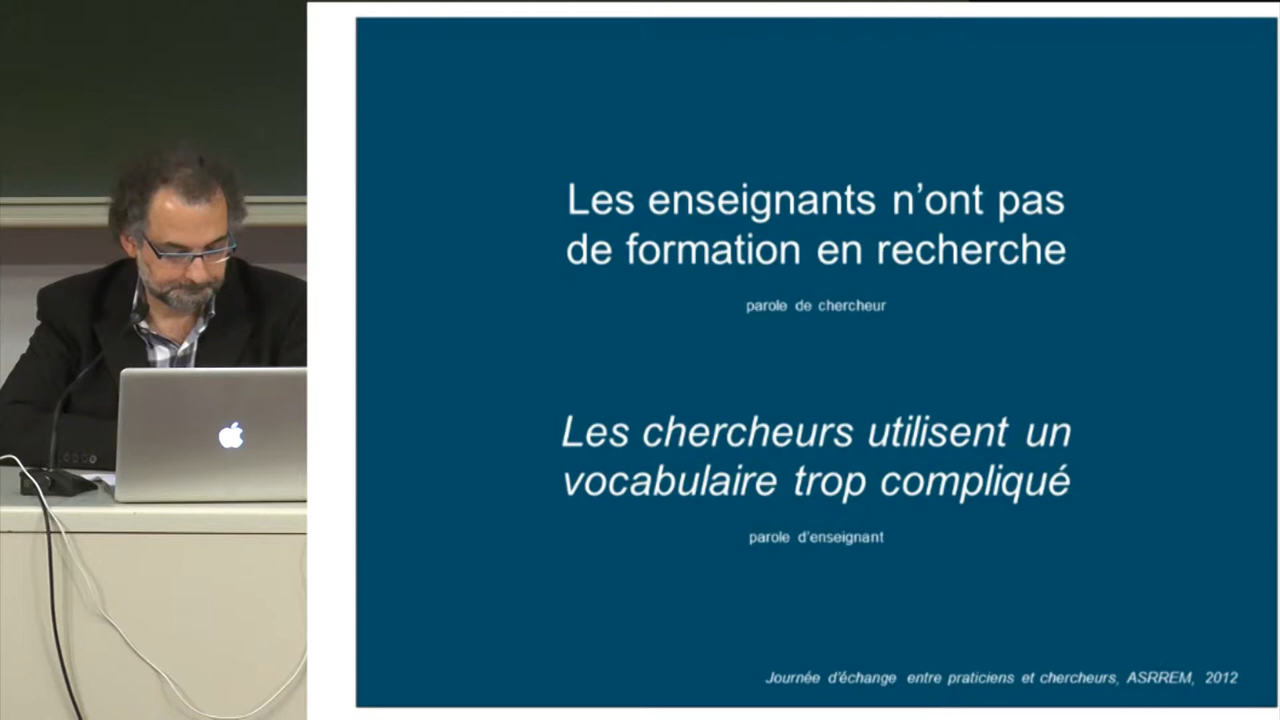 Les enseignants n'ont pas
de formation en recherche
parole de chercheur
Les chercheurs utilisent un
vocabulaire trop compliqué
parole d'enseignant
Journée d'échange entre praticiens et chercheurs, ASRREM, 2012